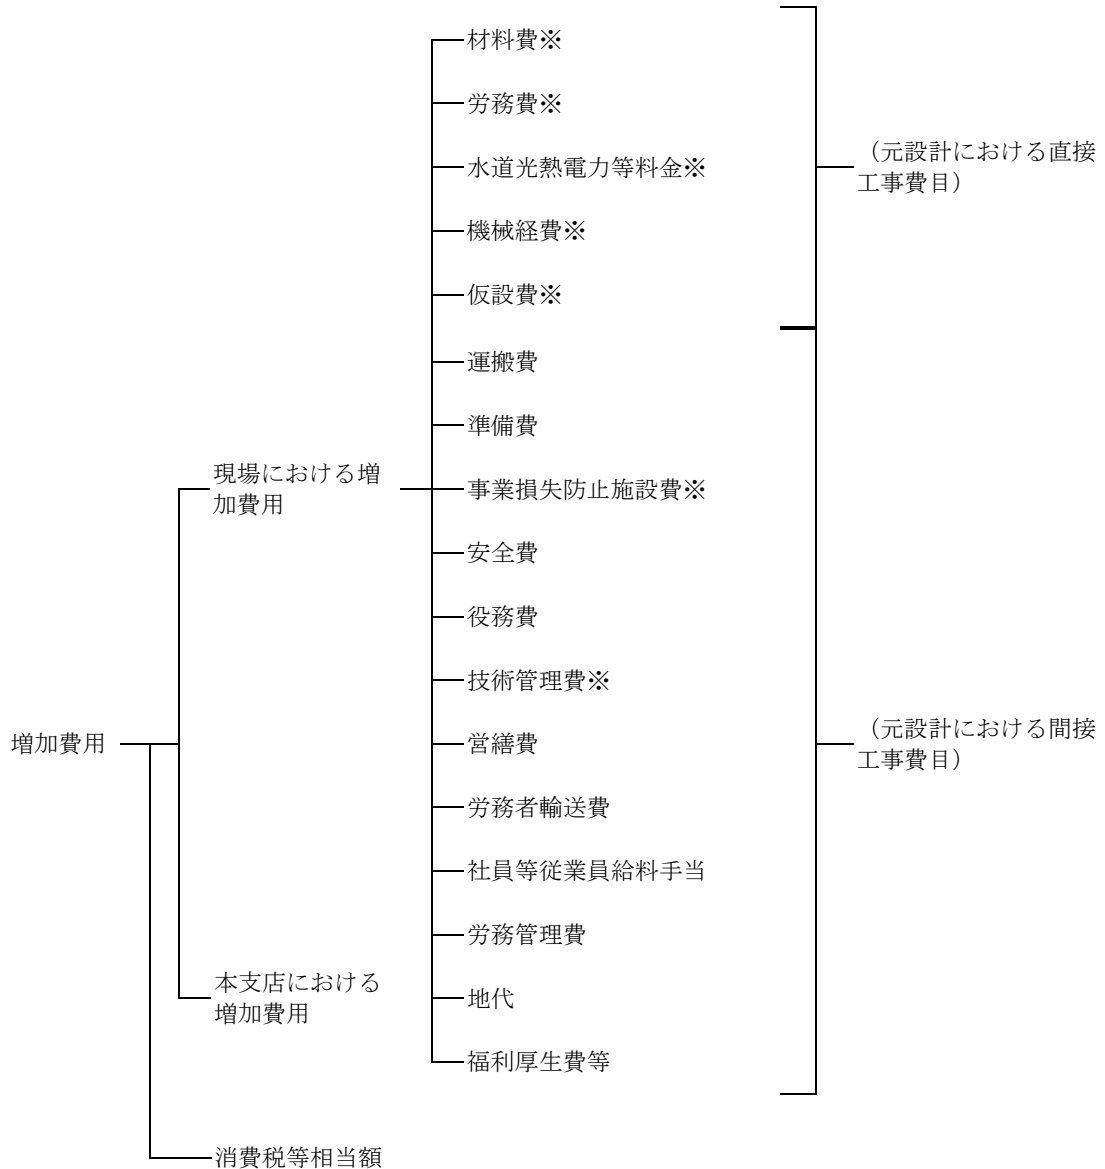 材料費※
労務費※
水道光熱電力等料金※
機械経費※
仮設費※
運搬費
準備費
事業損失防止施設費※
安全費
役務費
技術管理費※
営繕費
労務者輸送費
社員等従業員給料手当
労務管理費
地代
福利厚生費等
（元設計における直接
工事費目）
（元設計における間接
工事費目）
現場における増
加費用
増加費用
本支店における
増加費用
消費税等相当額